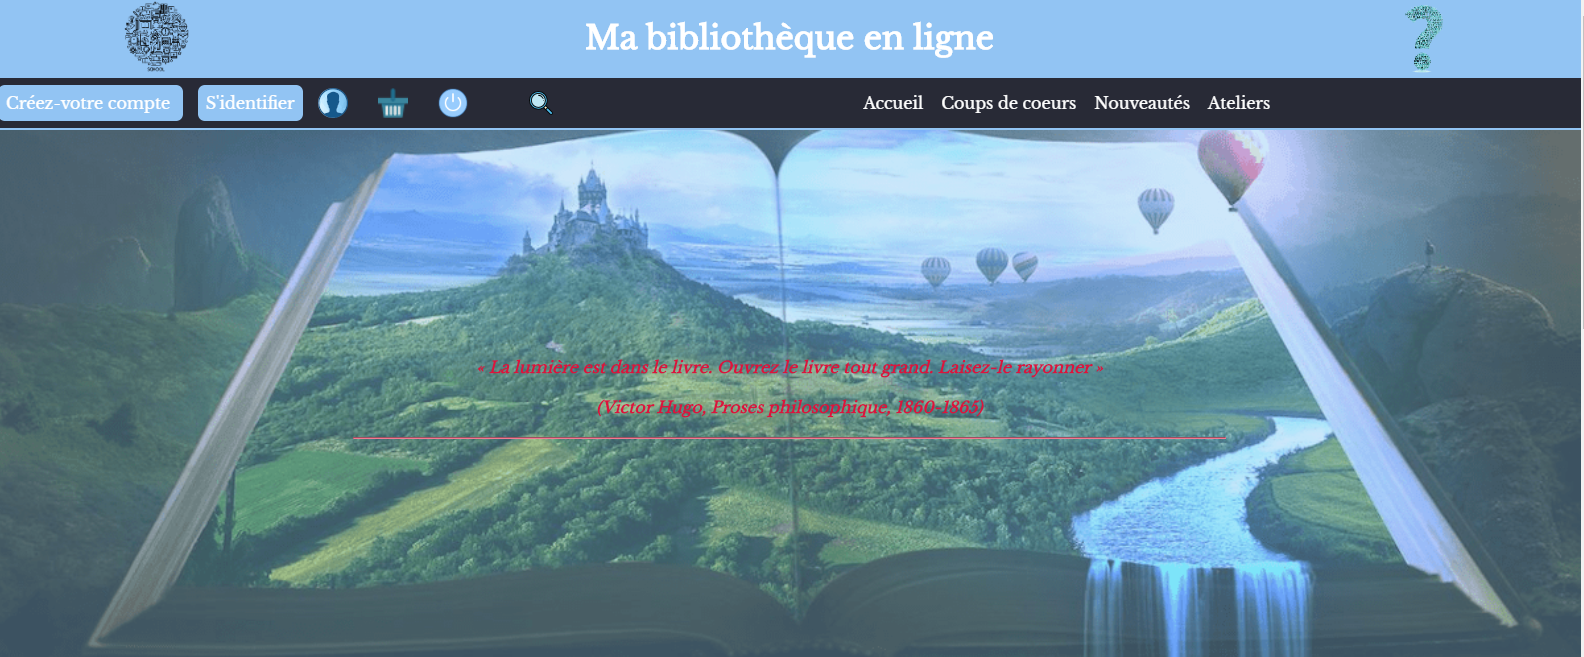 SCHOOL
Ma bibliothèque en ligne
?
Créez-votre compte
S'identifier
Accueil
Coups de coeurs
Nouveautés
Ateliers
« La lumière est dans le livre. Ouvrez le livre tout grand. Laisez-le rayonner »
(Victor Hugo, Proses philosophique, 1860-1865)